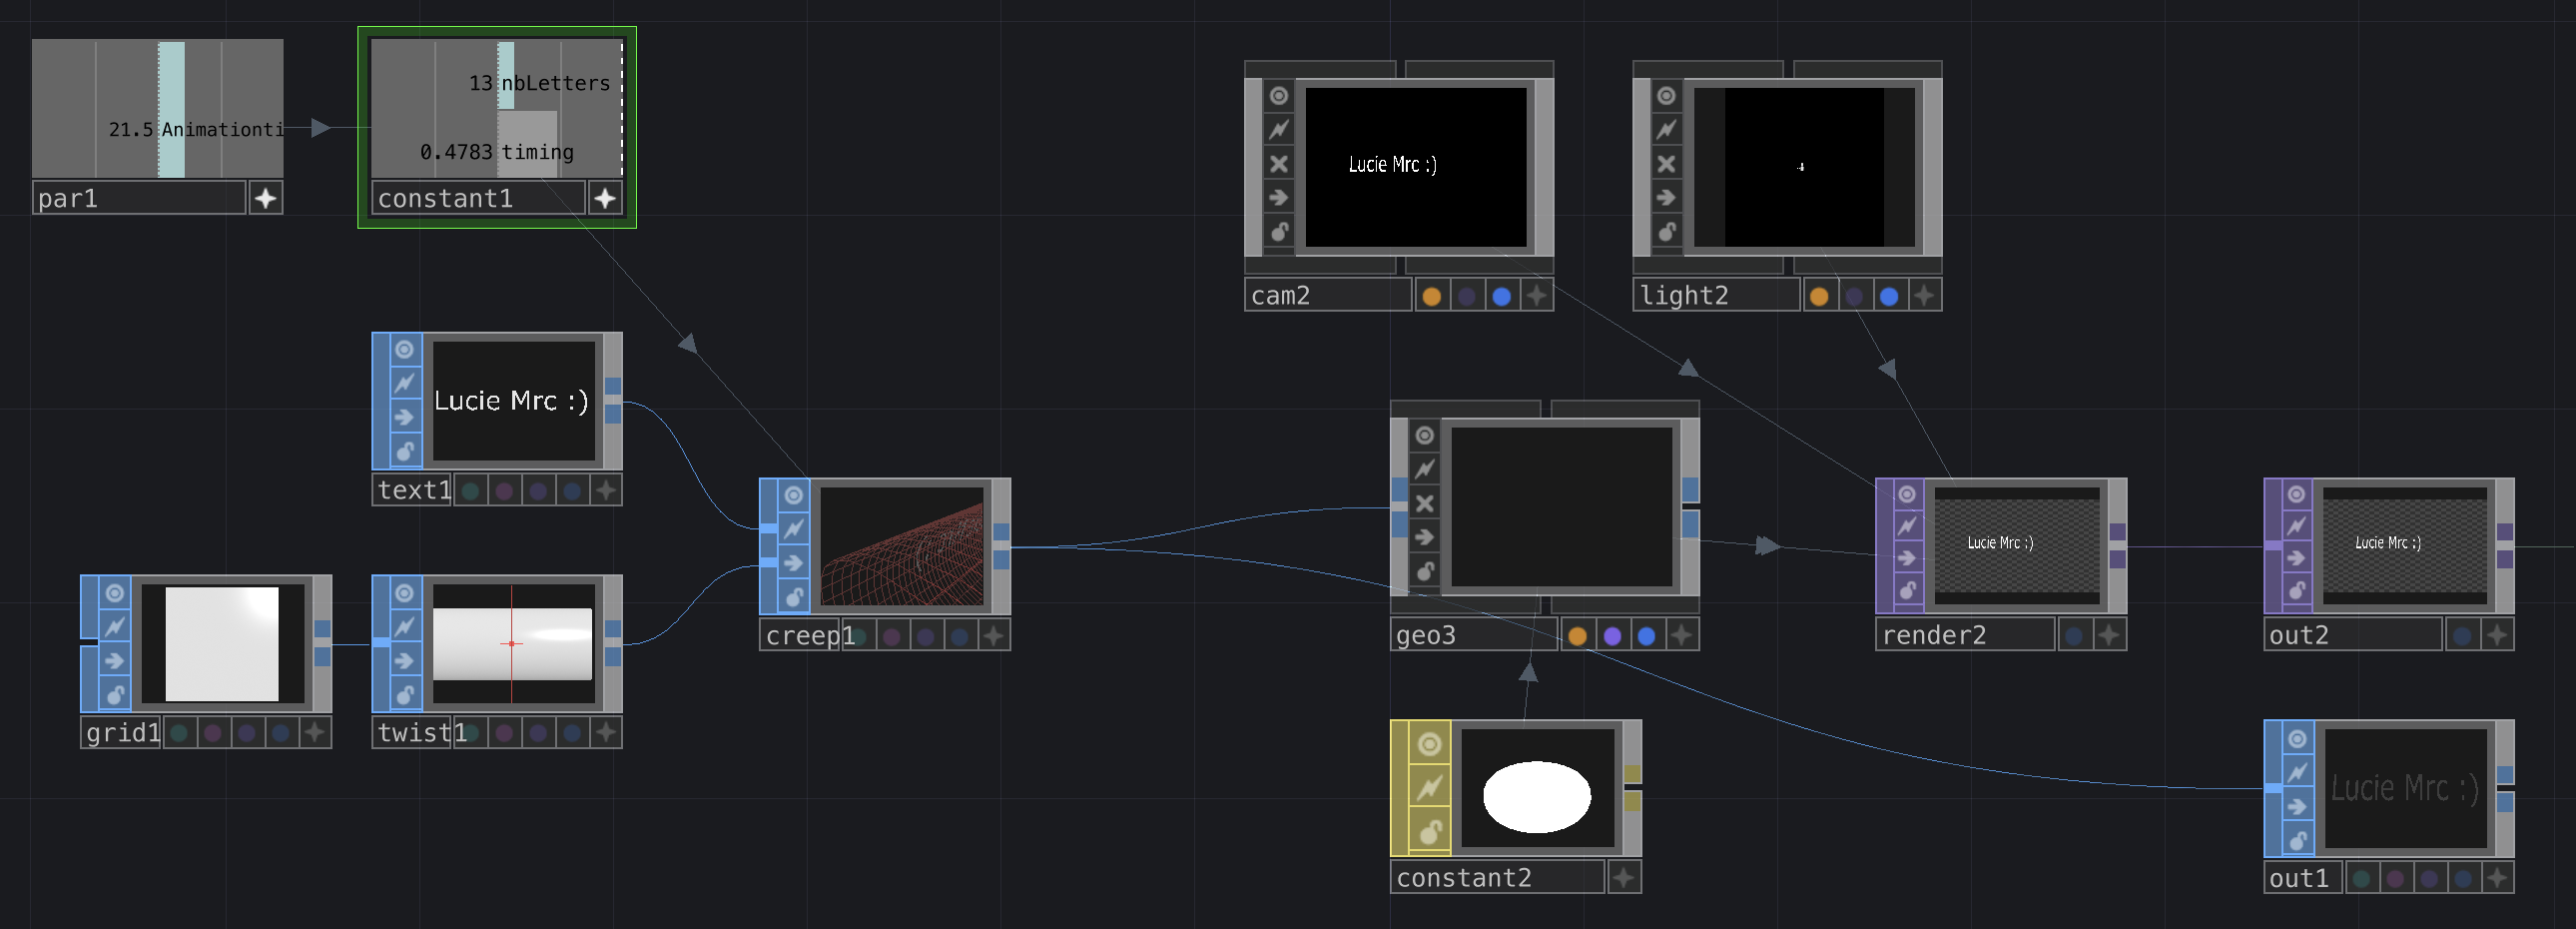 21.5 Animationti
par1
13 nbLetters
0.4783 timing
constant1
Lucie Mrc :)
cam2
light2
Lucie Mrc :)
text1
creep1
geo3
Lucie Mrc :)
render2
Lucie Mrc :)
out2
grid1
twist1
constant2
Lucie Mrc :)
out1